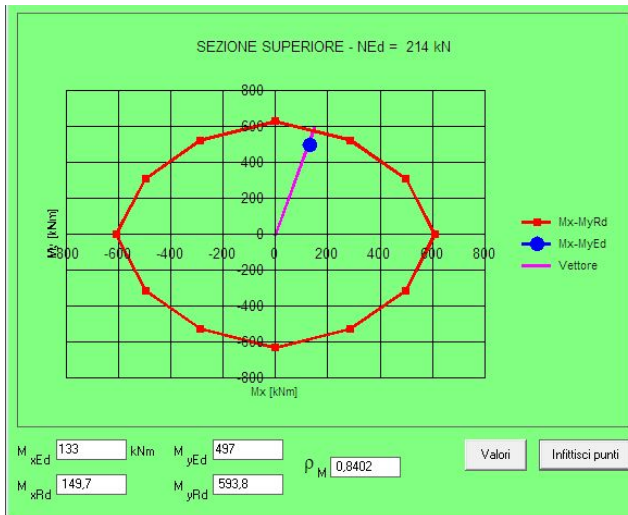 SEZIONE SUPERIORE - NEd = 214 kN
800
600
400
200
0
-200
-400
-600
-800
-800 -600 -400 -200 0 200 400 600 800
Mx [kNm]
Mx-MyRd
Mx-MyEd
Vettore
M xEd 133 kNm M yEd 497
ρ M 0,8402
Valori Infittisci punti
M xRd 149,7 M yRd 593,8